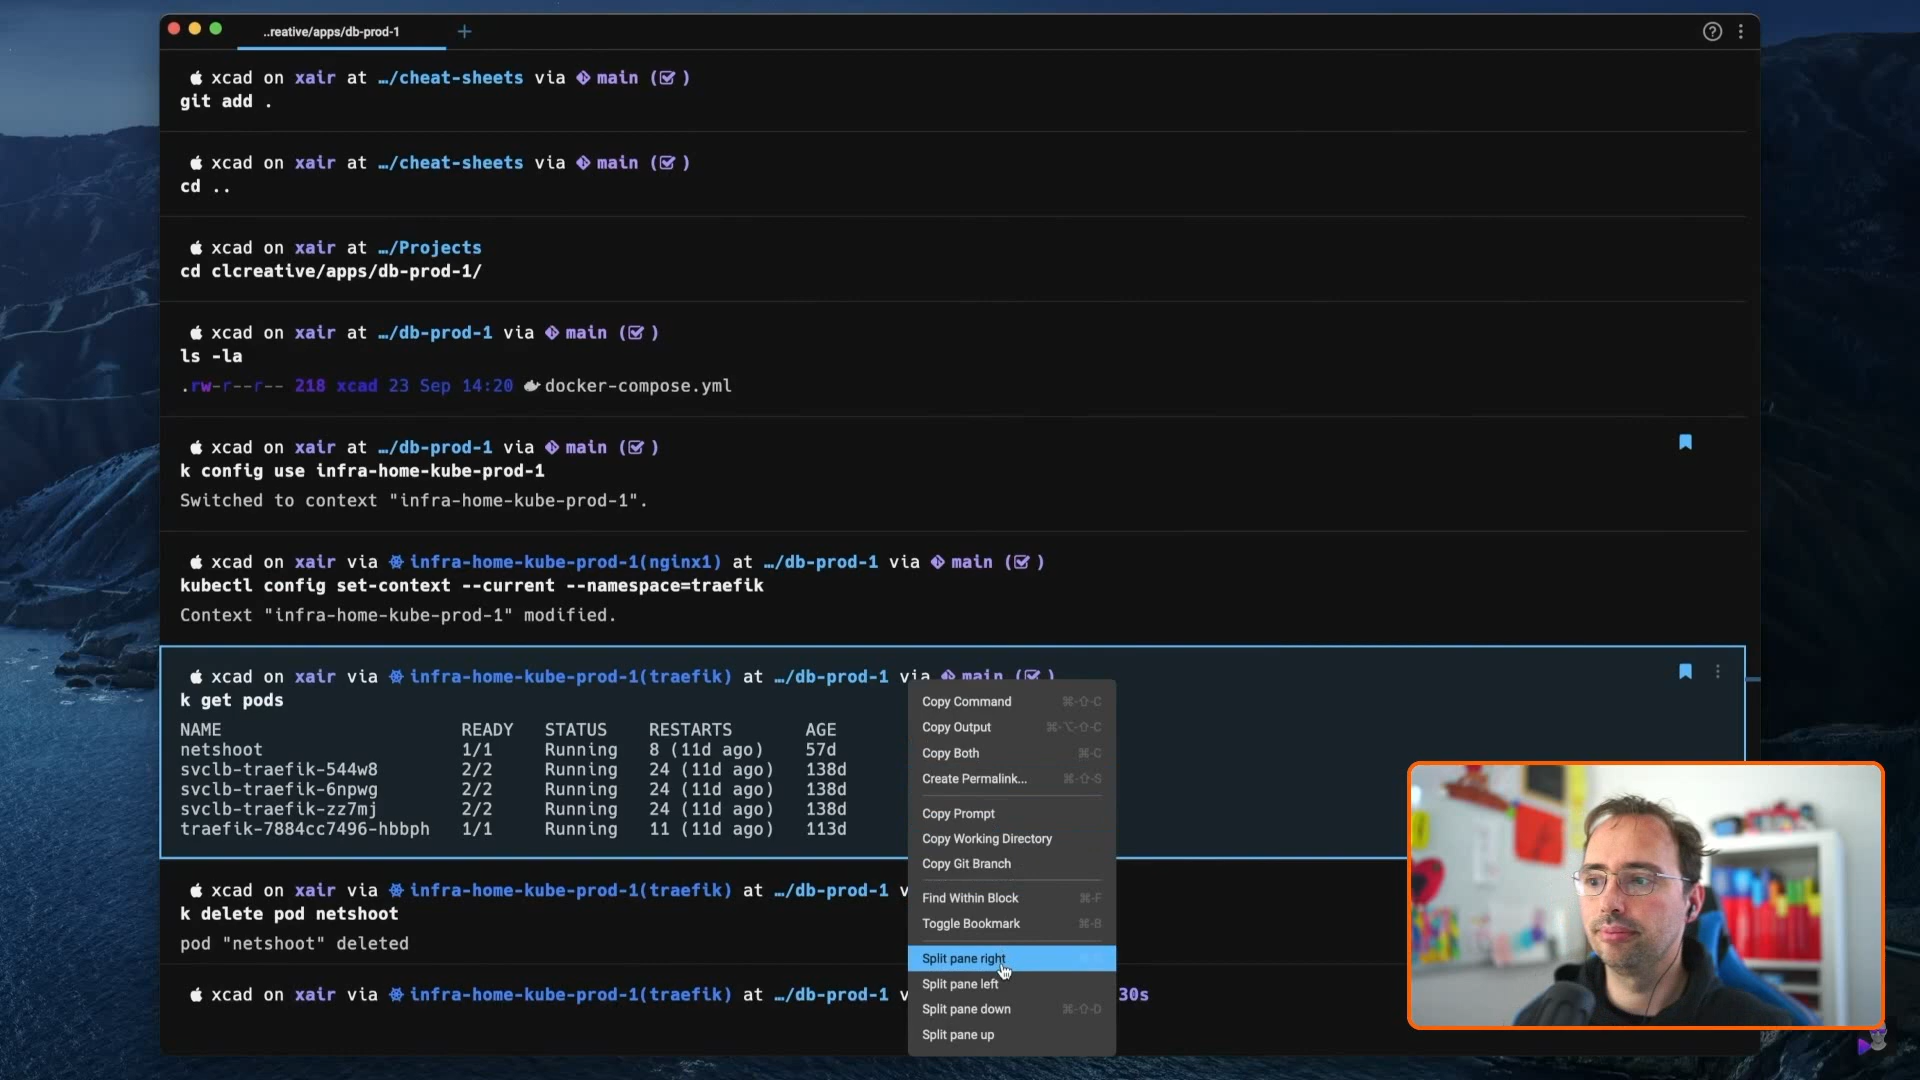 ..reative/apps/db-prod-1
xcad on xair at …/cheat-sheets via main ( )
git add .
xcad on xair at …/cheat-sheets via main ( )
cd ..
xcad on xair at …/Projects
cd clcreative/apps/db-prod-1/
xcad on xair at …/db-prod-1 via main ( )
ls -la
.rw-r--r-- 218 xcad 23 Sep 14:20 docker-compose.yml
xcad on xair at …/db-prod-1 via main ( )
k config use infra-home-kube-prod-1
Switched to context "infra-home-kube-prod-1".
xcad on xair via infra-home-kube-prod-1(nginx1) at …/db-prod-1 via main ( )
kubectl config set-context --current --namespace=traefik
Context "infra-home-kube-prod-1" modified.
xcad on xair via infra-home-kube-prod-1(traefik) at …/db-prod-1 via main ( )
k get pods
NAME READY STATUS RESTARTS AGE
netshoot 1/1 Running 8 (11d ago) 57d
svclb-traefik-544w8 2/2 Running 24 (11d ago) 138d
svclb-traefik-6npwg 2/2 Running 24 (11d ago) 138d
svclb-traefik-zz7mj 2/2 Running 24 (11d ago) 138d
traefik-7884cc7496-hbbph 1/1 Running 11 (11d ago) 113d
xcad on xair via infra-home-kube-prod-1(traefik) at …/db-prod-1 v
k delete pod netshoot
pod "netshoot" deleted
xcad on xair via infra-home-kube-prod-1(traefik) at …/db-prod-1 v 30s
Copy Command ⌘-⇧-C
Copy Output ⌘-⌥-⇧-C
Copy Both ⌘-C
Create Permalink... ⌘-⇧-S
Copy Prompt
Copy Working Directory
Copy Git Branch
Find Within Block ⌘-F
Toggle Bookmark ⌘-B
Split pane right
Split pane left
Split pane down ⌘-⇧-D
Split pane up